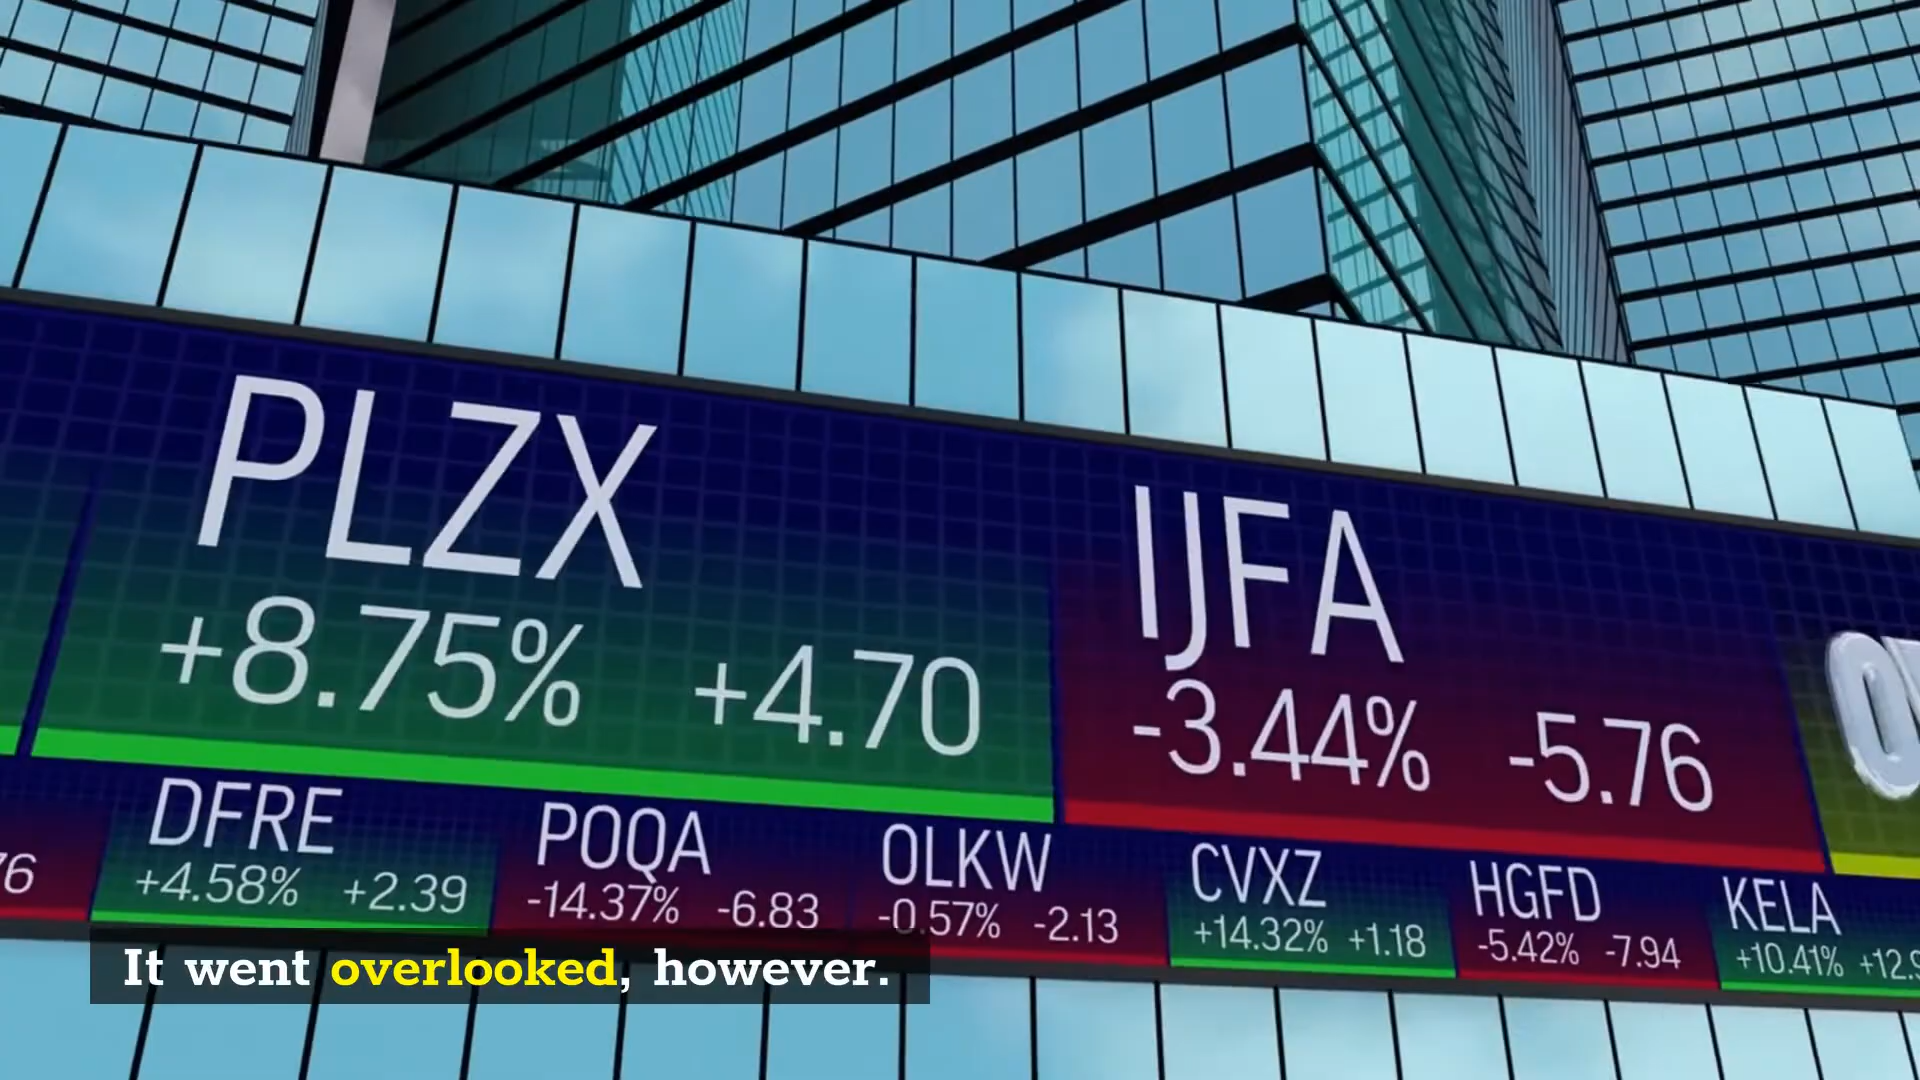 PLZX
+8.75% +4.70
IJFA
-3.44% -5.76
DFRE
+4.58% +2.39
POQA
-14.37% -6.83
OLKW
-0.57% -2.13
CVXZ
+14.32% +1.18
HGFD
-5.42% -7.94
KELA
+10.41%
It went overlooked, however.